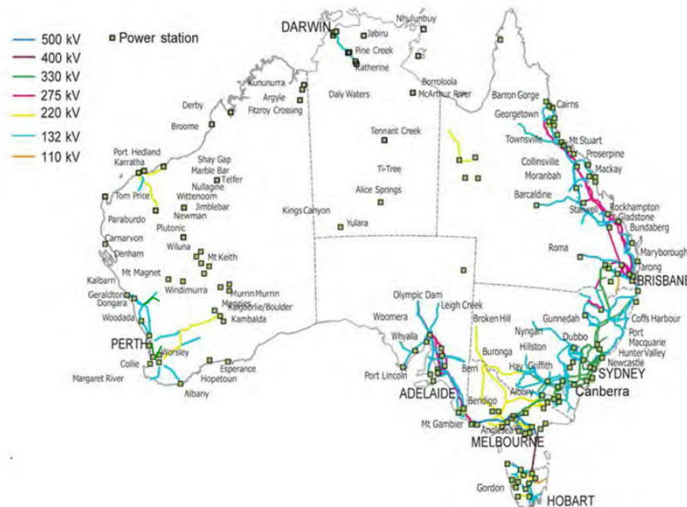 500 kV
400 kV
330 kV
275 kV
220 kV
132 kV
110 kV
Power station
DARWIN
Nhulunbuy
Jabiru
Pine Creek
Katherine
Kununurra
Argyle
Fitzroy Crossing
Daly Waters
Borroloola
McArthur River
Derby
Broome
Tennant Creek
Ti-Tree
Alice Springs
Kings Canyon
Yulara
Port Hedland
Karratha
Shay Gap
Marble Bar
Telfer
Nullagine
Wittenoom
Tom Price
Jimblebar
Newman
Paraburdo
Plutonic
Carnarvon
Wiluna
Denham
Mt Keith
Mt Magnet
Kalbarri
Windimurra
Murrin Murrin
Geraldton
Dongara
Menzies
Kalgoorlie/Boulder
Woodada
Kambalda
PERTH
Worsley
Collie
Esperance
Margaret River
Hopetoun
Albany
Barron Gorge
Cairns
Georgetown
Townsville
Mt Stuart
Collinsville
Proserpine
Moranbah
Mackay
Barcaldine
Rockhampton
Stanwell
Gladstone
Bundaberg
Roma
Maryborough
Tarong
BRISBANE
Olympic Dam
Woomera
Leigh Creek
Whyalla
Port Lincoln
Berri
ADELAIDE
Mt Gambier
Broken Hill
Buronga
Gunnedah
Coffs Harbour
Nyngan
Port
Macquarie
Dubbo
Hillston
Hunter Valley
Hay
Griffith
Newcastle
SYDNEY
Canberra
Albury
Bendigo
Anglesea
MELBOURNE
Gordon
HOBART